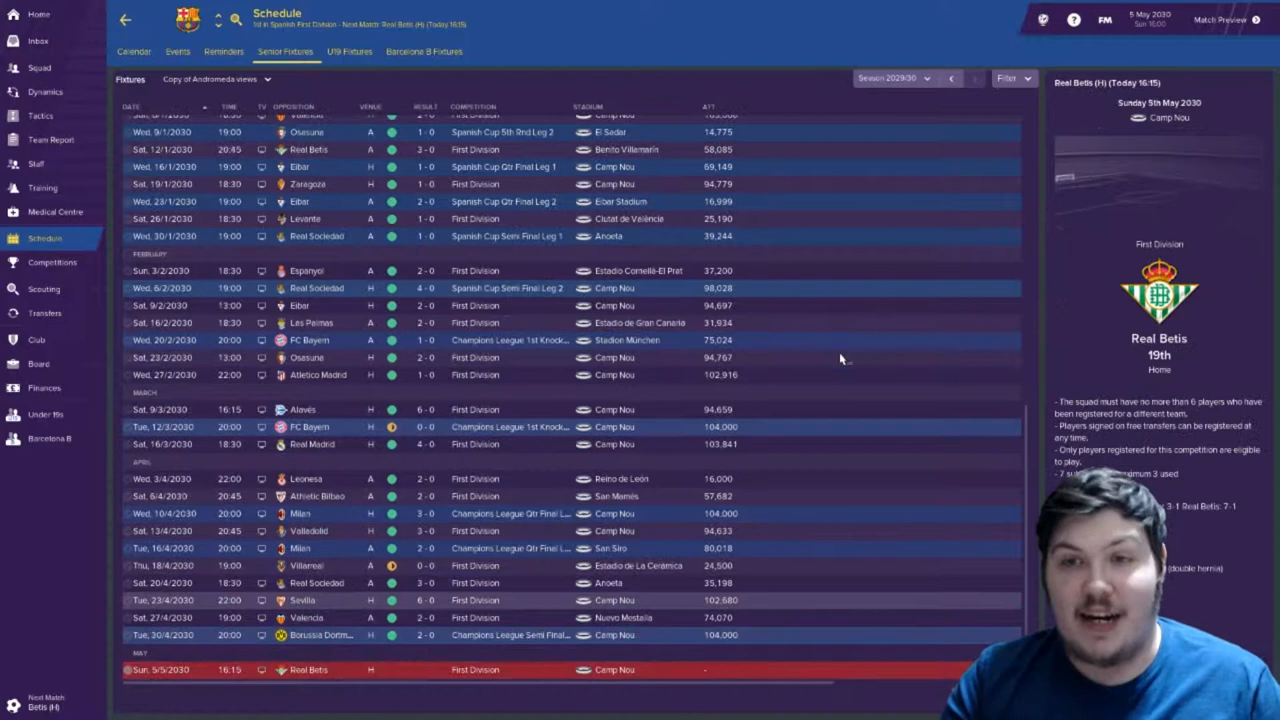 Home
Inbox
Squad
Dynamics
Tactics
Team Report
Staff
Training
Medical Centre
Schedule
Competitions
Scouting
Transfers
Club
Board
Finances
Under 19s
Barcelona B
Next Match
Betis (H)
Schedule
1st in Spanish First Division - Next Match: Real Betis (H) (Today 16:15)
FM
5 May 2030
Sun 16:00
Match Preview
Calendar Events Reminders Senior Fixtures U19 Fixtures Barcelona B Fixtures
Fixtures Copy of Andromeda views Season 2029/30 Filter
DATE TIME TV OPPOSITION VENUE RESULT COMPETITION STADIUM ATT
Wed, 9/1/2030 19:00 Osasuna A 1 - 0 Spanish Cup 5th Rnd Leg 2 El Sadar 14,775
Sat, 12/1/2030 20:45 Real Betis A 3 - 0 First Division Benito Villamarín 58,085
Wed, 16/1/2030 19:00 Eibar H 1 - 0 Spanish Cup Qtr Final Leg 1 Camp Nou 69,149
Sat, 19/1/2030 18:30 Zaragoza H 1 - 0 First Division Camp Nou 94,779
Wed, 23/1/2030 19:00 Eibar A 2 - 0 Spanish Cup Qtr Final Leg 2 Eibar Stadium 16,999
Sat, 26/1/2030 18:30 Levante A 1 - 0 First Division Ciutat de València 25,190
Wed, 30/1/2030 19:00 Real Sociedad A 1 - 0 Spanish Cup Semi Final Leg 1 Anoeta 39,244
FEBRUARY
Sun, 3/2/2030 18:30 Espanyol A 2 - 0 First Division Estadio Cornellà-El Prat 37,200
Wed, 6/2/2030 19:00 Real Sociedad H 4 - 0 Spanish Cup Semi Final Leg 2 Camp Nou 98,028
Sat, 9/2/2030 13:00 Eibar H 2 - 0 First Division Camp Nou 94,697
Sat, 16/2/2030 18:30 Las Palmas A 2 - 0 First Division Estadio de Gran Canaria 31,934
Wed, 20/2/2030 20:00 FC Bayern A 1 - 0 Champions League 1st Knock... Stadion München 75,024
Sat, 23/2/2030 13:00 Osasuna H 2 - 0 First Division Camp Nou 94,767
Wed, 27/2/2030 22:00 Atletico Madrid H 1 - 0 First Division Camp Nou 102,916
MARCH
Sat, 9/3/2030 16:15 Alavés H 6 - 0 First Division Camp Nou 94,659
Tue, 12/3/2030 20:00 FC Bayern H 0 - 0 Champions League 1st Knock... Camp Nou 104,000
Sat, 16/3/2030 18:30 Real Madrid H 4 - 0 First Division Camp Nou 103,841
APRIL
Wed, 3/4/2030 22:00 Leonesa A 2 - 0 First Division Reino de León 16,000
Sat, 6/4/2030 20:45 Athletic Bilbao A 2 - 0 First Division San Mamés 57,682
Wed, 10/4/2030 20:00 Milan H 3 - 0 Champions League Qtr Final L... Camp Nou 104,000
Sat, 13/4/2030 20:45 Valladolid H 3 - 0 First Division Camp Nou 94,633
Tue, 16/4/2030 20:00 Milan A 2 - 0 Champions League Qtr Final L... San Siro 80,018
Thu, 18/4/2030 19:00 Villarreal A 0 - 0 First Division Estadio de La Cerámica 24,500
Sat, 20/4/2030 18:30 Real Sociedad A 3 - 0 First Division Anoeta 35,198
Tue, 23/4/2030 22:00 Sevilla H 6 - 0 First Division Camp Nou 102,680
Sat, 27/4/2030 19:00 Valencia A 2 - 0 First Division Nuevo Mestalla 74,070
Tue, 30/4/2030 20:00 Borussia Dortm... H 2 - 0 Champions League Semi Final... Camp Nou 104,000
MAY
Sun, 5/5/2030 16:15 Real Betis H First Division Camp Nou -
Real Betis (H) (Today 16:15)
Sunday 5th May 2030
Camp Nou
First Division
Real Betis
19th
Home
- The squad must have no more than 6 players who have
been registered for a different team.
- Players signed on free transfers can be registered at
any time.
- Only players registered for this competition are eligible
to play.
- 7 maximum 3 used
3-1 Real Betis: 7-1
(double hernia)